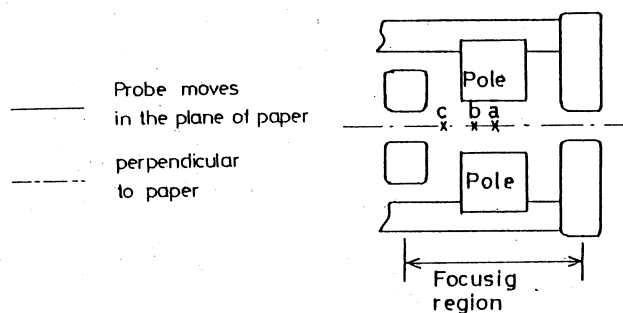 Probe moves
in the plane of paper
perpendicular
to paper
Pole
c b a
Pole
Focusig
region